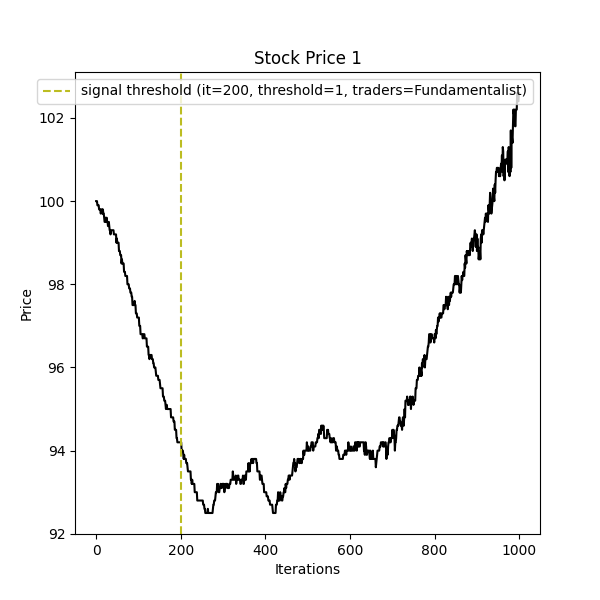 Stock Price 1
signal threshold (it=200, threshold=1, traders=Fundamentalist)
102
100
98
96
94
92
Price
0 200 400 600 800 1000
Iterations